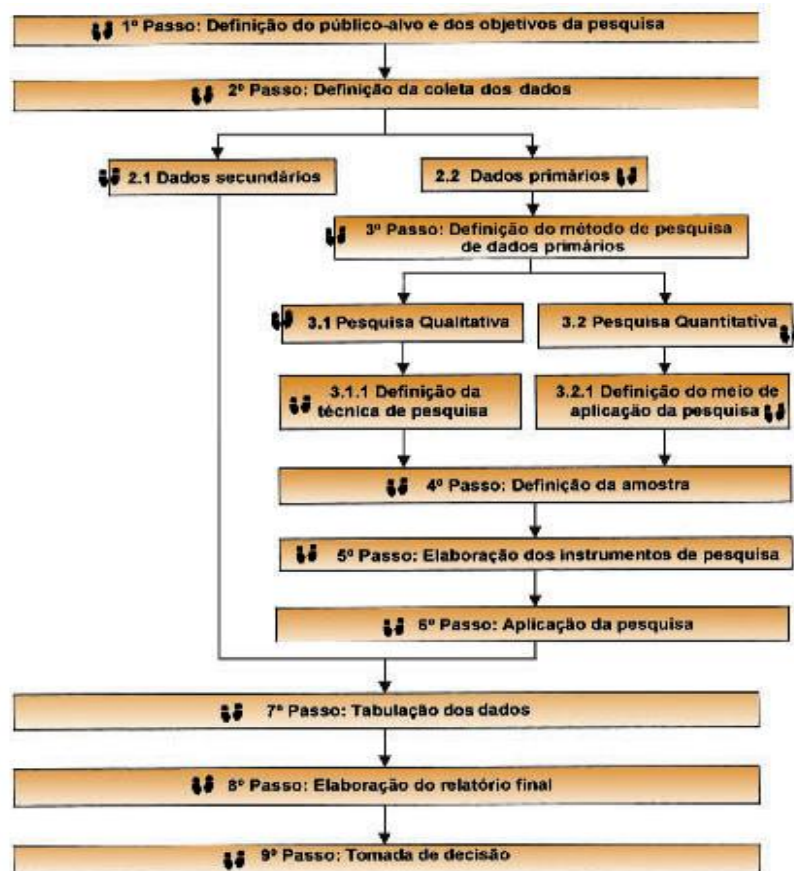 1º Passo: Definição do público-alvo e dos objetivos da pesquisa
2º Passo: Definição da coleta dos dados
2.1 Dados secundários
2.2 Dados primários
3º Passo: Definição do método de pesquisa
de dados primários
3.1 Pesquisa Qualitativa
3.2 Pesquisa Quantitativa
3.1.1 Definição da
técnica de pesquisa
3.2.1 Definição do meio de
aplicação da pesquisa
4º Passo: Definição da amostra
5º Passo: Elaboração dos instrumentos de pesquisa
6º Passo: Aplicação da pesquisa
7º Passo: Tabulação dos dados
8º Passo: Elaboração do relatório final
9º Passo: Tomada de decisão